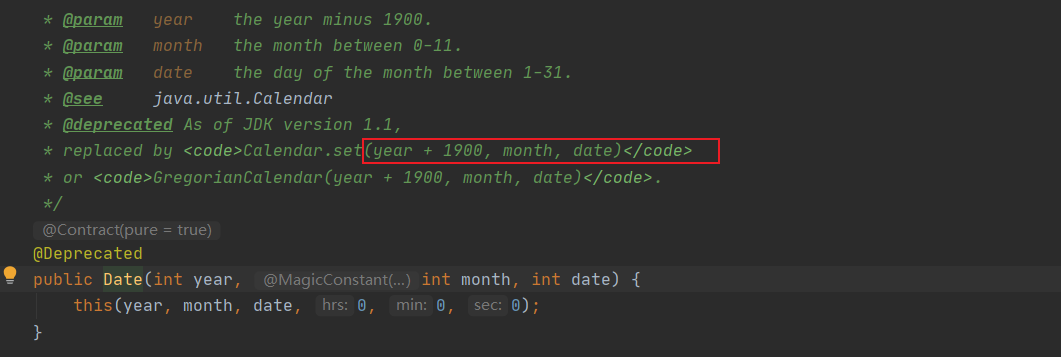 * @param   year    the year minus 1900.
* @param   month   the month between 0-11.
* @param   date    the day of the month between 1-31.
* @see     java.util.Calendar
* @deprecated As of JDK version 1.1,
* replaced by <code>Calendar.set(year + 1900, month, date)</code>
* or <code>GregorianCalendar(year + 1900, month, date)</code>.
*/
@Contract(pure = true)
@Deprecated
public Date(int year, @MagicConstant(...) int month, int date) {
this(year, month, date, hrs: 0, min: 0, sec: 0);
}